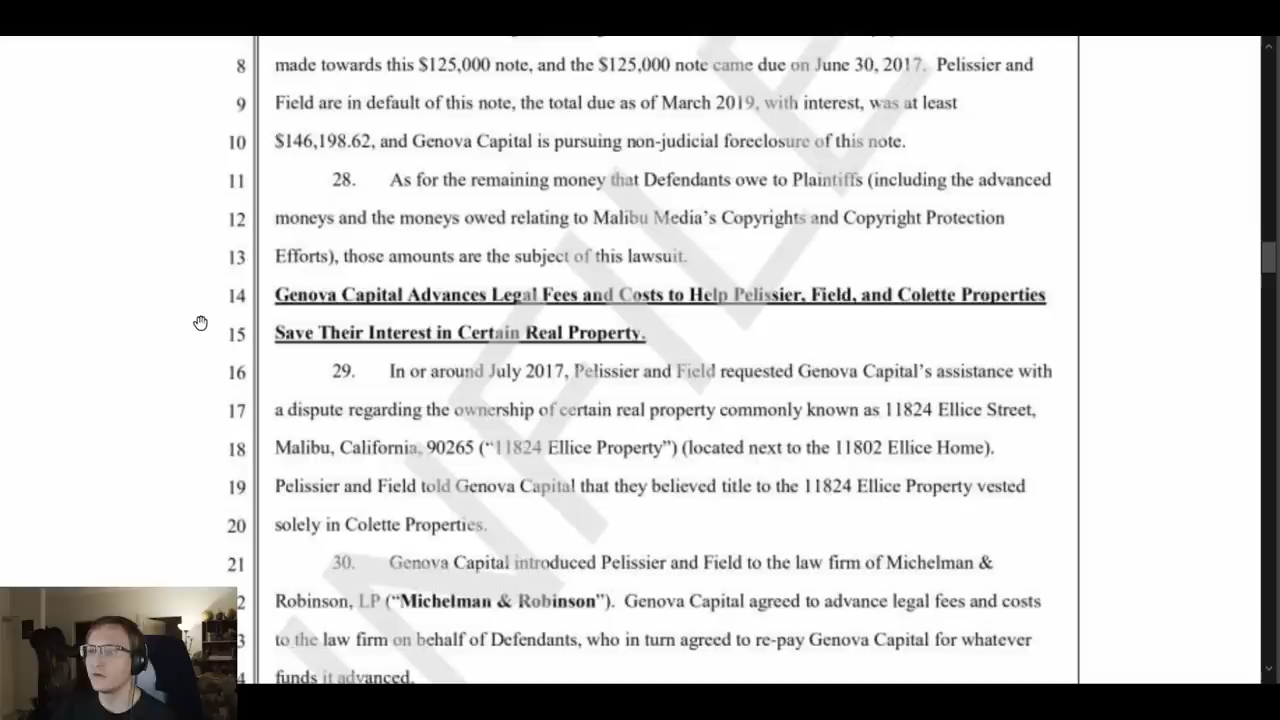 8 made towards this $125,000 note, and the $125,000 note came due on June 30, 2017. Pelissier and
9 Field are in default of this note, the total due as of March 2019, with interest, was at least
10 $146,198.62, and Genova Capital is pursuing non-judicial foreclosure of this note.
11 28. As for the remaining money that Defendants owe to Plaintiffs (including the advanced
12 moneys and the moneys owed relating to Malibu Media's Copyrights and Copyright Protection
13 Efforts), those amounts are the subject of this lawsuit.
14 Genova Capital Advances Legal Fees and Costs to Help Pelissier, Field, and Colette Properties
15 Save Their Interest in Certain Real Property.
16 29. In or around July 2017, Pelissier and Field requested Genova Capital's assistance with
17 a dispute regarding the ownership of certain real property commonly known as 11824 Ellice Street,
18 Malibu, California, 90265 ("11824 Ellice Property") (located next to the 11802 Ellice Home).
19 Pelissier and Field told Genova Capital that they believed title to the 11824 Ellice Property vested
20 solely in Colette Properties.
21 30. Genova Capital introduced Pelissier and Field to the law firm of Michelman &
2 Robinson, LP ("Michelman & Robinson"). Genova Capital agreed to advance legal fees and costs
3 to the law firm on behalf of Defendants, who in turn agreed to re-pay Genova Capital for whatever
4 funds it advanced.